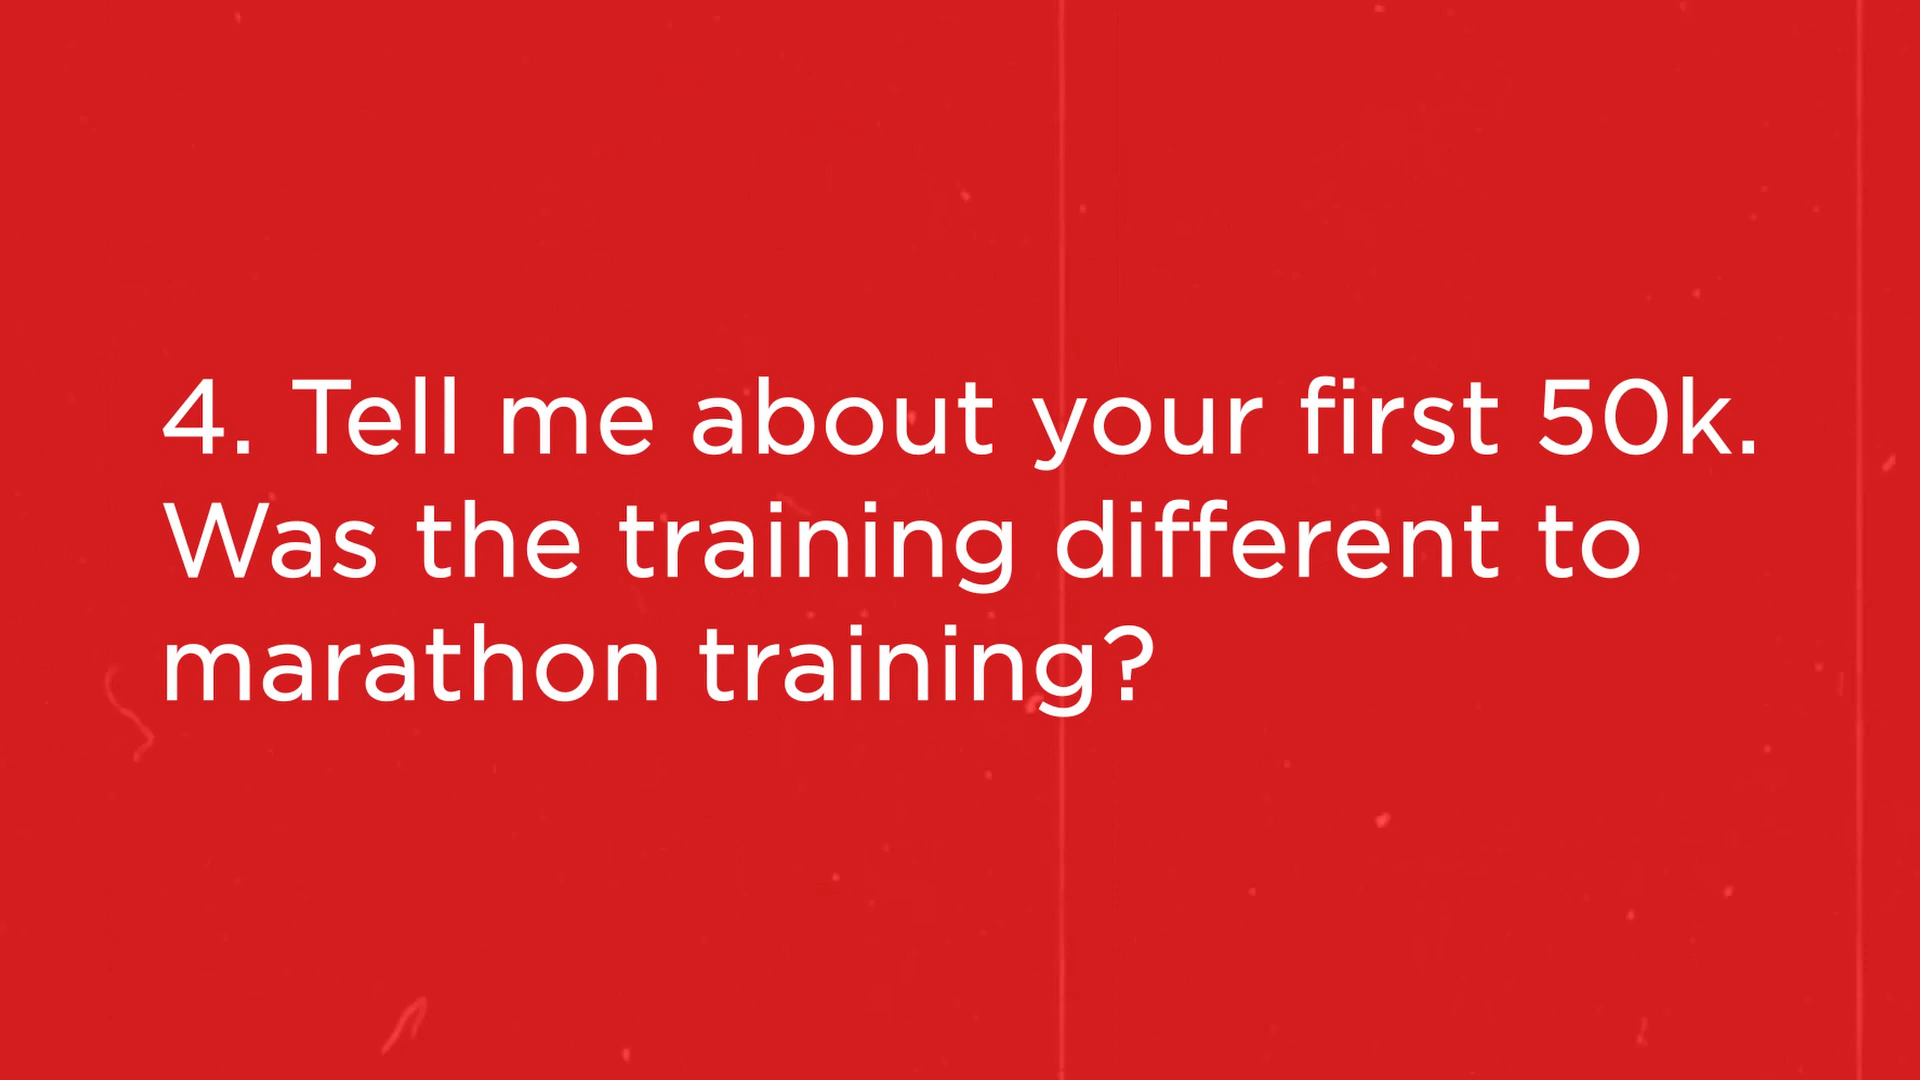 4. Tell me about your first 50k.
Was the training different to
marathon training?